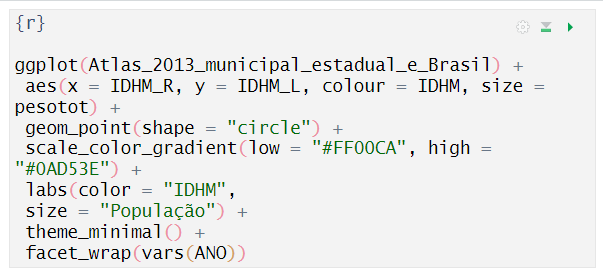 {r}
ggplot(Atlas_2013_municipal_estadual_e_Brasil) +
aes(x = IDHM_R, y = IDHM_L, colour = IDHM, size =
pesotot) +
geom_point(shape = "circle") +
scale_color_gradient(low = "#FF00CA", high =
"#0AD53E") +
labs(color = "IDHM",
size = "População") +
theme_minimal() +
facet_wrap(vars(ANO))